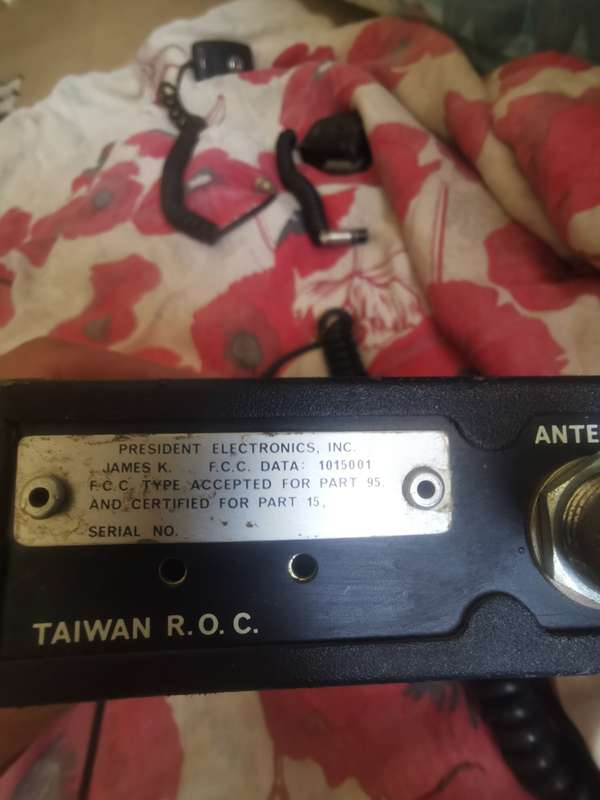 PRESIDENT ELECTRONICS, INC.
JAMES K. F.C.C. DATA: 1015001
F.C.C. TYPE ACCEPTED FOR PART 95.
AND CERTIFIED FOR PART 15,
SERIAL NO.
ANTE
TAIWAN R.O.C.